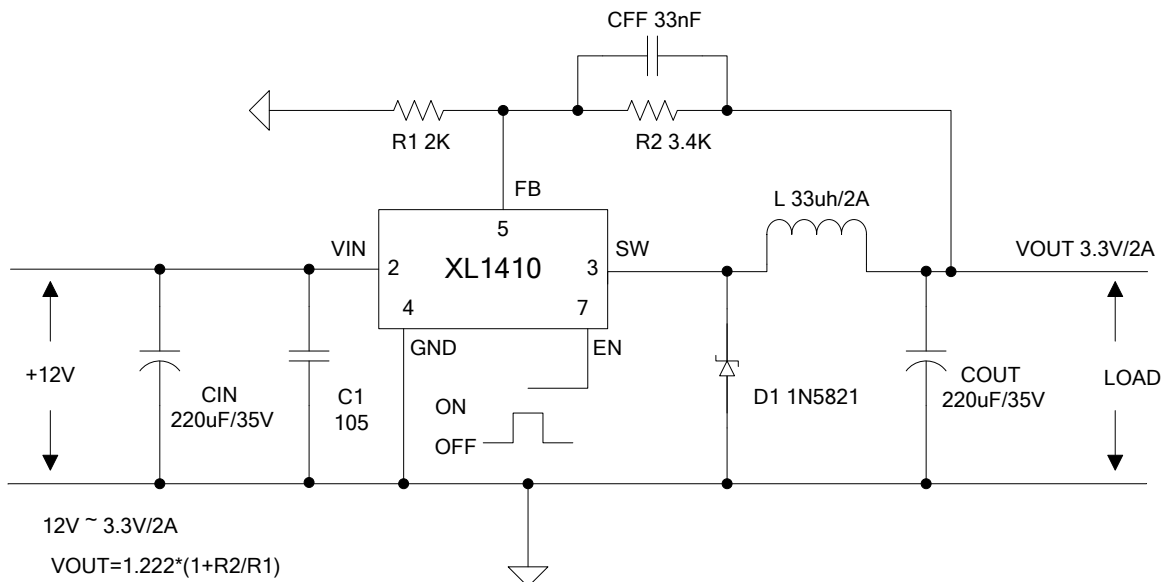 CFF 33nF
R1 2K
R2 3.4K
FB
L 33uh/2A
5
VIN
SW
VOUT 3.3V/2A
2
XL1410
3
4
7
GND
EN
+12V
CIN
220uF/35V
C1
105
ON
OFF
D1 1N5821
COUT
220uF/35V
LOAD
12V ~ 3.3V/2A
VOUT=1.222*(1+R2/R1)